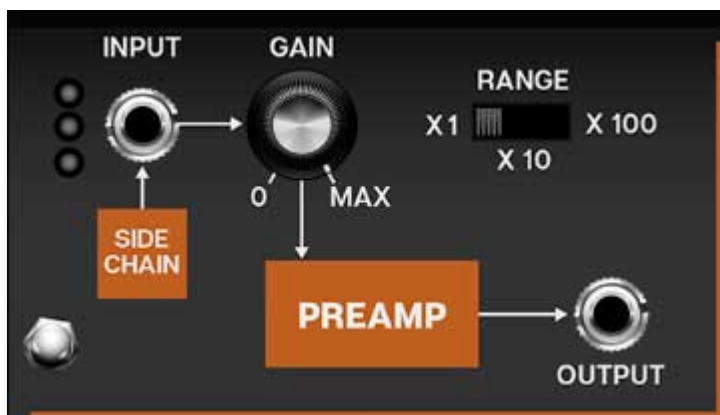 INPUT
GAIN
RANGE
X1
X 100
X 10
0
MAX
SIDE
CHAIN
PREAMP
OUTPUT